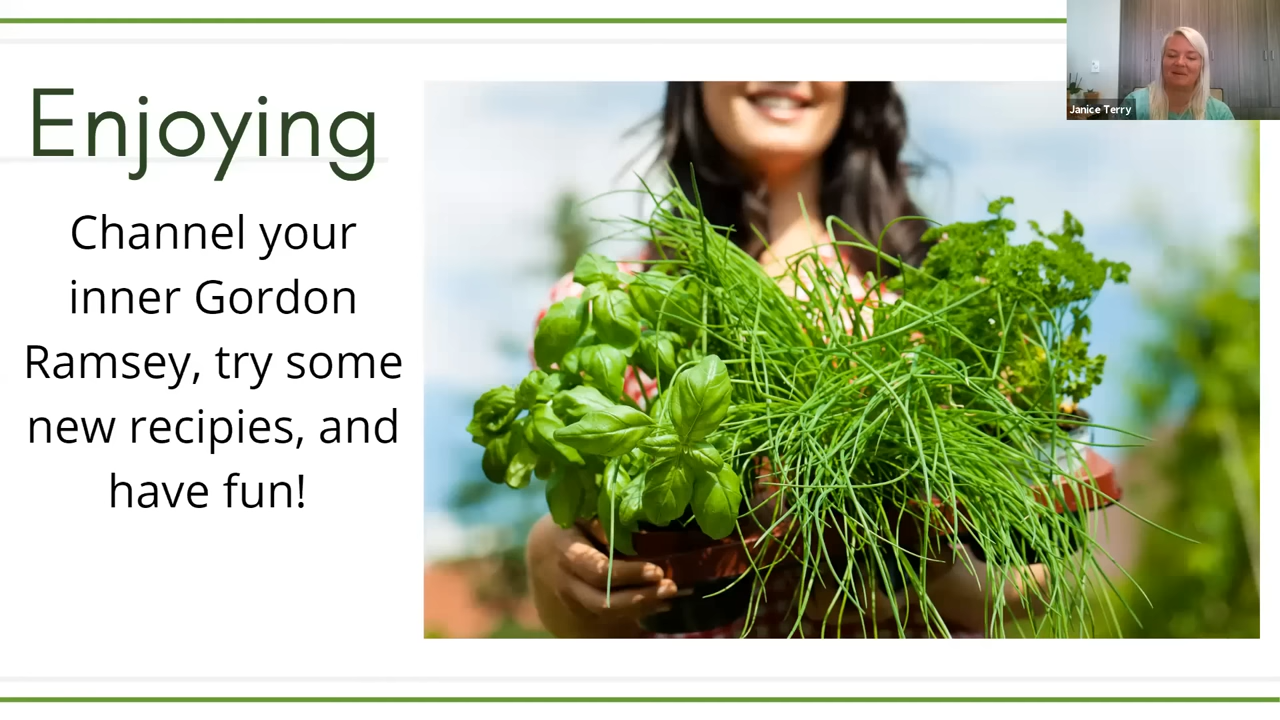 Enjoying
Channel your
inner Gordon
Ramsey, try some
new recipies, and
have fun!
Janice Terry